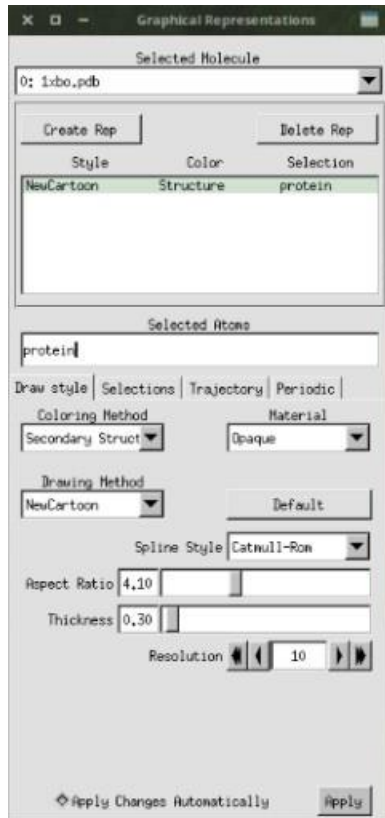 Graphical Representations
Selected Molecule
0: 1xbo.pdb
Create Rep Delete Rep
Style Color Selection
NewCartoon Structure protein
Selected Atoms
protein
Draw style Selections Trajectory Periodic
Coloring Method Material
Secondary Struct Opaque
Drawing Method
NewCartoon Default
Spline Style Catmull-Rom
Aspect Ratio 4.10
Thickness 0.30
Resolution 10
Apply Changes Automatically Apply